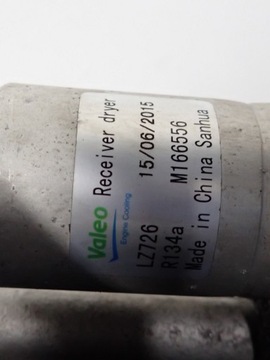 Valeo Receiver dryer
Engine Cooling
LZ726 15/06/2015
R134a M166556
Made in China Sanhua